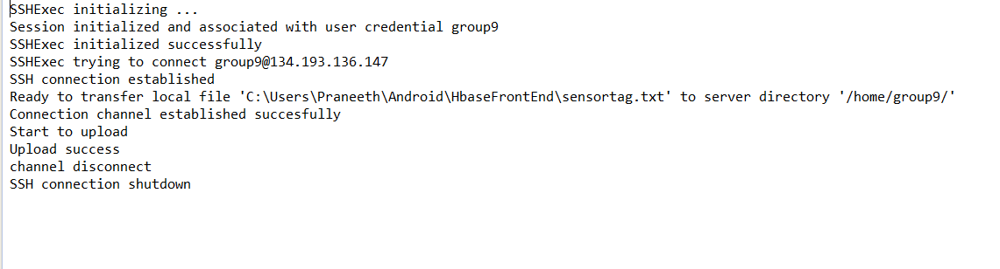 SSHExec initializing ...
Session initialized and associated with user credential group9
SSHExec initialized successfully
SSHExec trying to connect group9@134.193.136.147
SSH connection established
Ready to transfer local file 'C:\Users\Praneeth\Android\HbaseFrontEnd\sensortag.txt' to server directory '/home/group9/'
Connection channel established succesfully
Start to upload
Upload success
channel disconnect
SSH connection shutdown